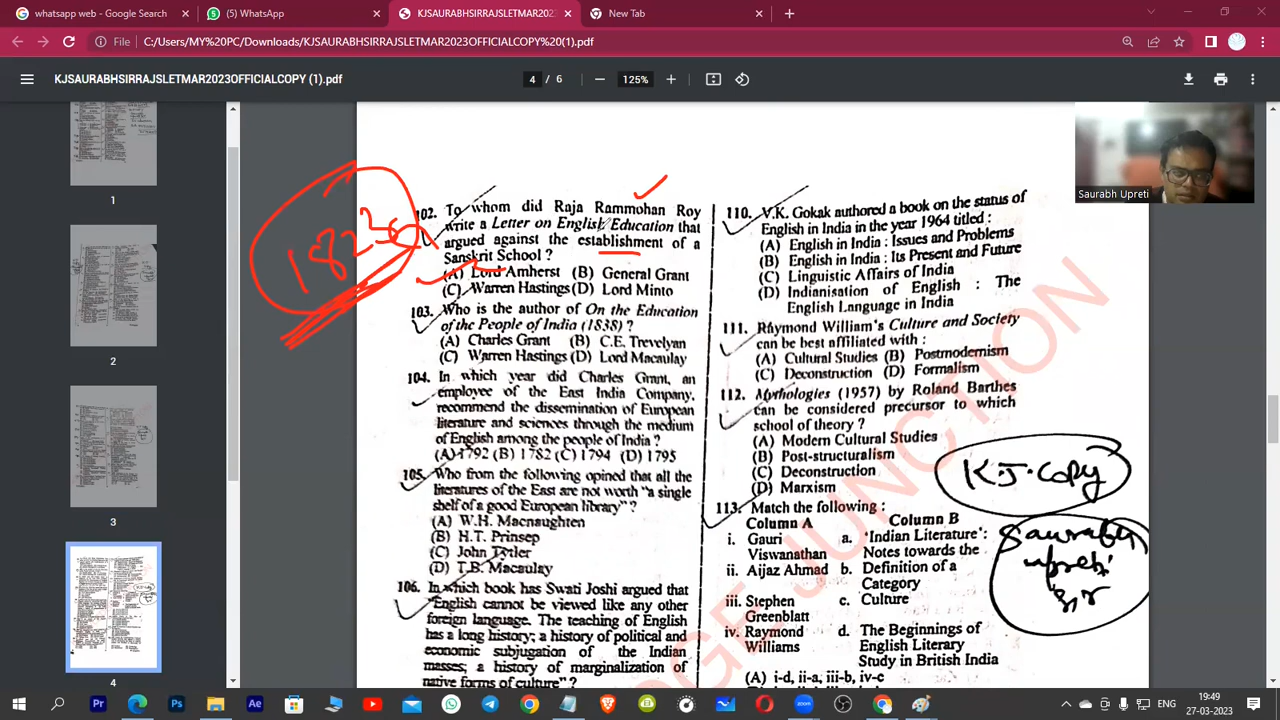 whatsapp web - Google Search
(5) WhatsApp
KJSAURABHSIRRAJSLETMAR2023
New Tab
File
C:/Users/MY%20PC/Downloads/KJSAURABHSIRRAJSLETMAR2023OFFICIALCOPY%20(1).pdf
KJSAURABHSIRRAJSLETMAR2023OFFICIALCOPY (1).pdf
4 / 6
125%
1
2
3
4
Saurabh Upreti
1823
102. To whom did Raja Rammohan Roy
write a Letter on English Education that
argued against the establishment of a
Sanskrit School ?
(A) Lord Amherst (B) General Grant
(C) Warren Hastings (D) Lord Minto
103. Who is the author of On the Education
of the People of India (1838) ?
(A) Charles Grant (B) C.E. Trevelyan
(C) Warren Hastings (D) Lord Macaulay
104. In which year did Charles Grant, an
employee of the East India Company,
recommend the dissemination of European
literature and sciences through the medium
of English among the people of India ?
(A) 1792 (B) 1782 (C) 1794 (D) 1795
105. Who from the following opined that all the
literatures of the East are not worth "a single
shelf of a good European library" ?
(A) W.H. Macnaughten
(B) H.T. Prinsep
(C) John Tytler
(D) T.B. Macaulay
106. In which book has Swati Joshi argued that
"English cannot be viewed like any other
foreign language. The teaching of English
has a long history; a history of political and
economic subjugation of the Indian
masses; a history of marginalization of
native forms of culture" ?
110. V.K. Gokak authored a book on the status of
English in India in the year 1964 titled :
(A) English in India : Issues and Problems
(B) English in India : Its Present and Future
(C) Linguistic Affairs of India
(D) Indianisation of English : The
English Language in India
111. Raymond William's Culture and Society
can be best affiliated with :
(A) Cultural Studies (B) Postmodernism
(C) Deconstruction (D) Formalism
112. Mythologies (1957) by Roland Barthes
can be considered precursor to which
school of theory ?
(A) Modern Cultural Studies
(B) Post-structuralism
(C) Deconstruction
(D) Marxism
113. Match the following :
Column A Column B
i. Gauri a. 'Indian Literature':
Viswanathan Notes towards the
ii. Aijaz Ahmad b. Definition of a
Category
iii. Stephen c. Culture
Greenblatt
iv. Raymond d. The Beginnings of
Williams English Literary
Study in British India
(A) i-d, ii-a, iii-b, iv-c
K.J. Copy
Saurabh
upreti
sir
JUNCTION
ENG
19:49
27-03-2023